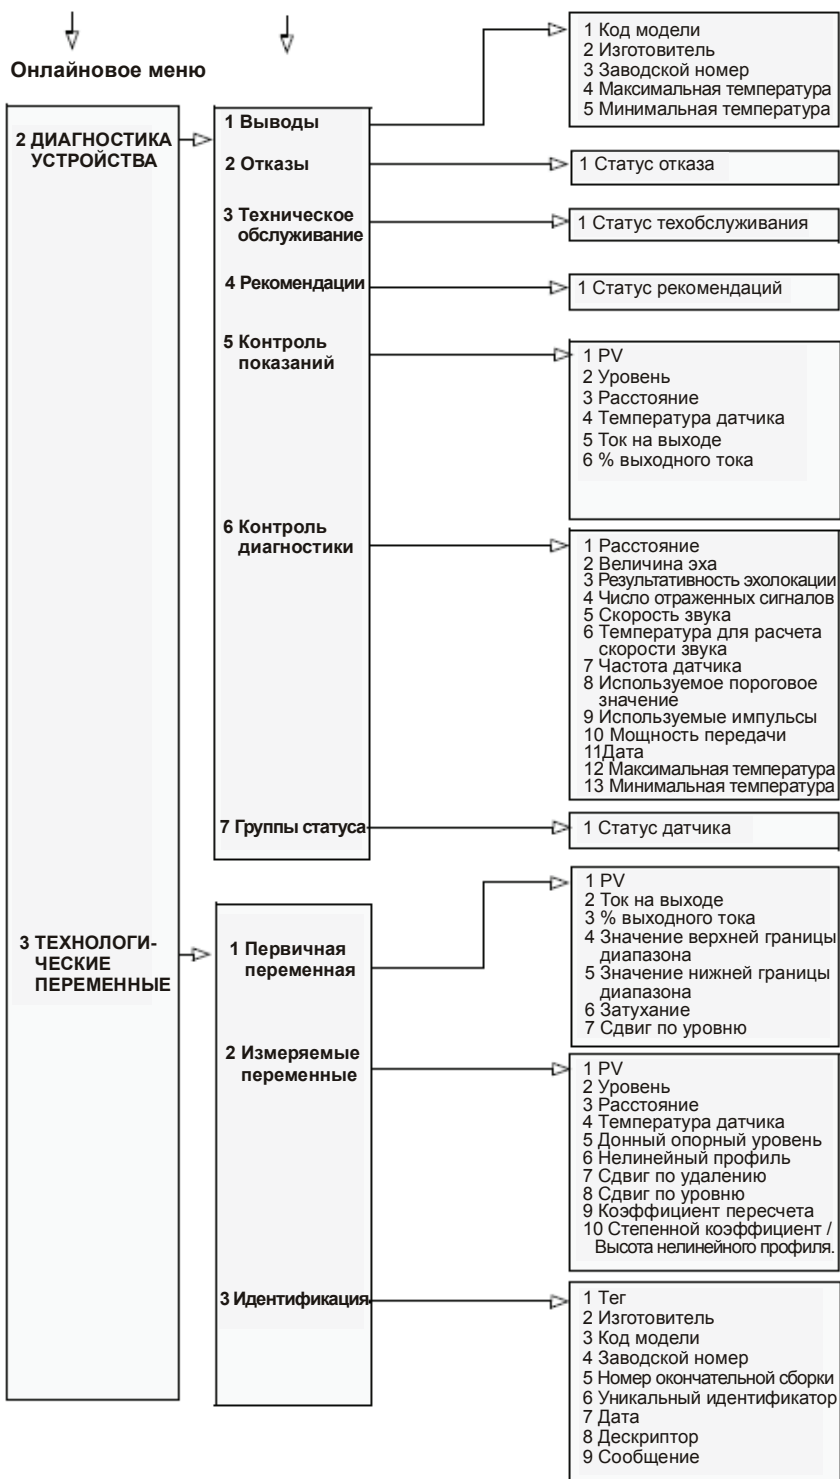 Онлайновое меню
2 ДИАГНОСТИКА
УСТРОЙСТВА
1 Выводы
1 Код модели
2 Изготовитель
3 Заводской номер
4 Максимальная температура
5 Минимальная температура
2 Отказы
1 Статус отказа
3 Техническое
обслуживание
1 Статус техобслуживания
4 Рекомендации
1 Статус рекомендаций
5 Контроль
показаний
1 PV
2 Уровень
3 Расстояние
4 Температура датчика
5 Ток на выходе
6 % выходного тока
6 Контроль
диагностики
1 Расстояние
2 Величина эха
3 Результативность эхолокации
4 Число отраженных сигналов
5 Скорость звука
6 Температура для расчета
скорости звука
7 Частота датчика
8 Используемое пороговое
значение
9 Используемые импульсы
10 Мощность передачи
11Дата
12 Максимальная температура
13 Минимальная температура
7 Группы статуса
1 Статус датчика
3 ТЕХНОЛОГИ-
ЧЕСКИЕ
ПЕРЕМЕННЫЕ
1 Первичная
переменная
1 PV
2 Ток на выходе
3 % выходного тока
4 Значение верхней границы
диапазона
5 Значение нижней границы
диапазона
6 Затухание
7 Сдвиг по уровню
2 Измеряемые
переменные
1 PV
2 Уровень
3 Расстояние
4 Температура датчика
5 Донный опорный уровень
6 Нелинейный профиль
7 Сдвиг по удалению
8 Сдвиг по уровню
9 Коэффициент пересчета
10 Степенной коэффициент /
Высота нелинейного профиля.
3 Идентификация
1 Тег
2 Изготовитель
3 Код модели
4 Заводской номер
5 Номер окончательной сборки
6 Уникальный идентификатор
7 Дата
8 Дескриптор
9 Сообщение